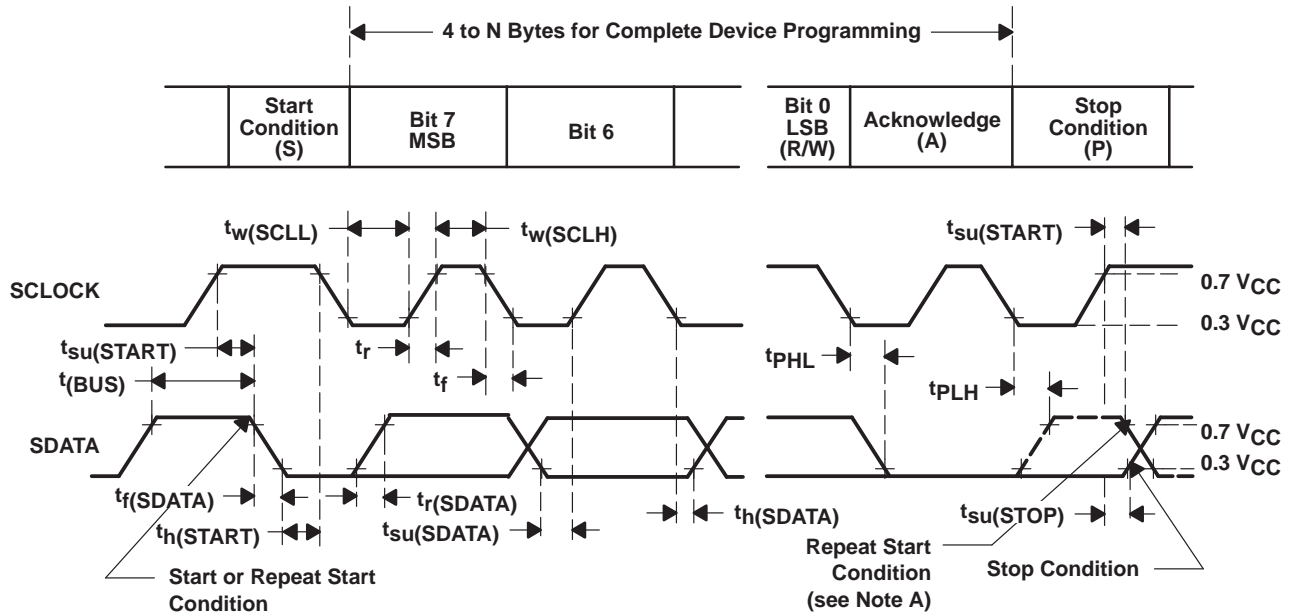 4 to N Bytes for Complete Device Programming
Start
Condition
(S)
Bit 7
MSB
Bit 6
Bit 0
LSB
(R/W)
Acknowledge
(A)
Stop
Condition
(P)
tw(SCLL)
tw(SCLH)
tsu(START)
SCLOCK
0.7 VCC
0.3 VCC
tsu(START)
tr
tPHL
t(BUS)
tf
tPLH
SDATA
0.7 VCC
0.3 VCC
tf(SDATA)
tr(SDATA)
th(SDATA)
tsu(STOP)
th(START)
tsu(SDATA)
Repeat Start
Condition
(see Note A)
Stop Condition
Start or Repeat Start
Condition